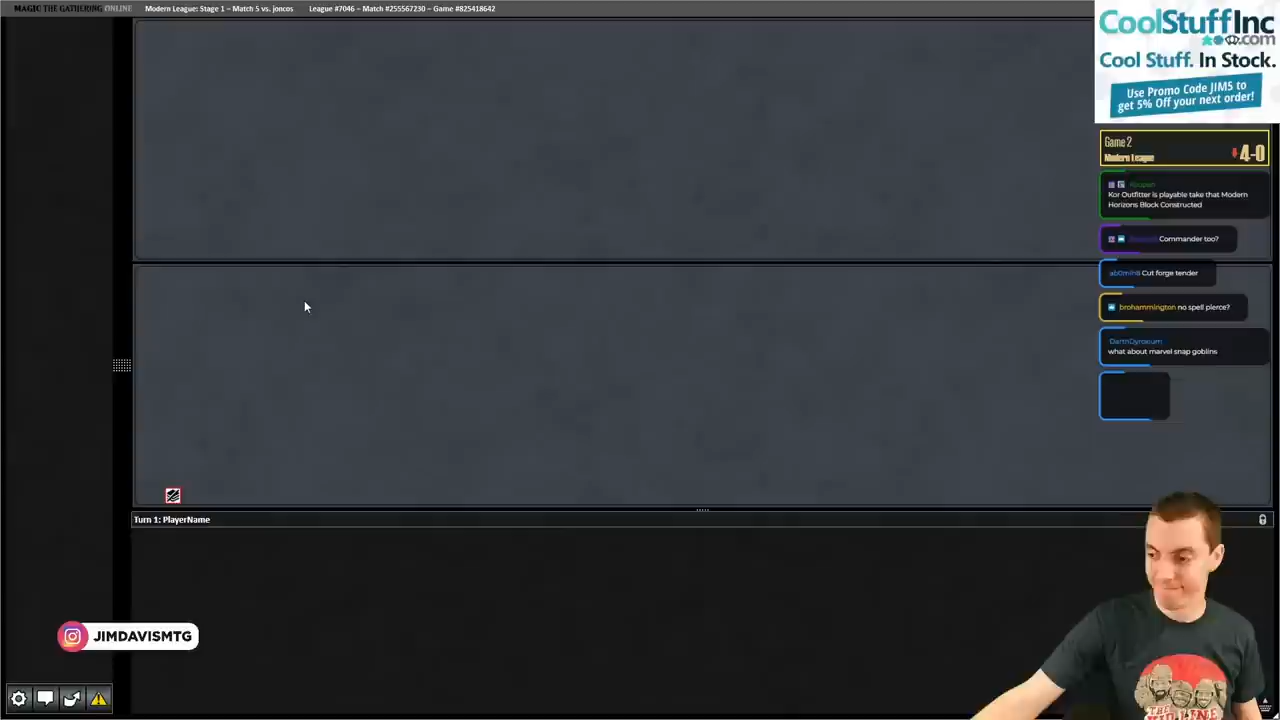 MAGIC THE GATHERING ONLINE
Modern League: Stage 1 – Match 5 vs. joncos
League #7046 – Match #255567230 – Game #825418642
CoolStuffInc
.com
Cool Stuff. In Stock.
Use Promo Code JIM5 to
get 5% Off your next order!
Game 2
Modern League
4-0
Kor Outfitter is playable take that Modern
Horizons Block Constructed
Commander too?
Cut forge tender
brohammington no spell pierce?
what about marvel snap goblins
Turn 1: PlayerName
JIMDAVISMTG
THE